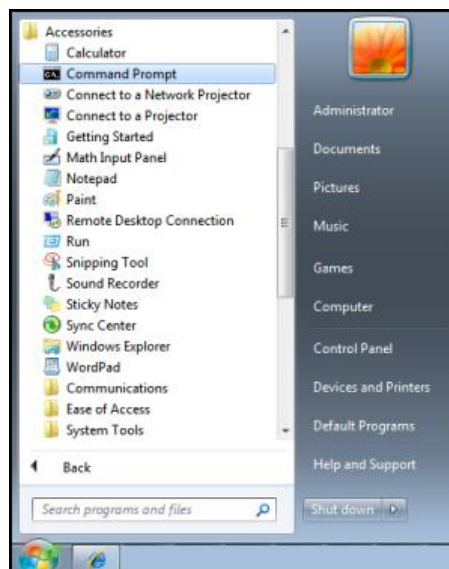 Accessories
Calculator
Command Prompt
Connect to a Network Projector
Connect to a Projector
Getting Started
Math Input Panel
Notepad
Paint
Remote Desktop Connection
Run
Snipping Tool
Sound Recorder
Sticky Notes
Sync Center
Windows Explorer
WordPad
Communications
Ease of Access
System Tools
Back
Search programs and files
Administrator
Documents
Pictures
Music
Games
Computer
Control Panel
Devices and Printers
Default Programs
Help and Support
Shut down